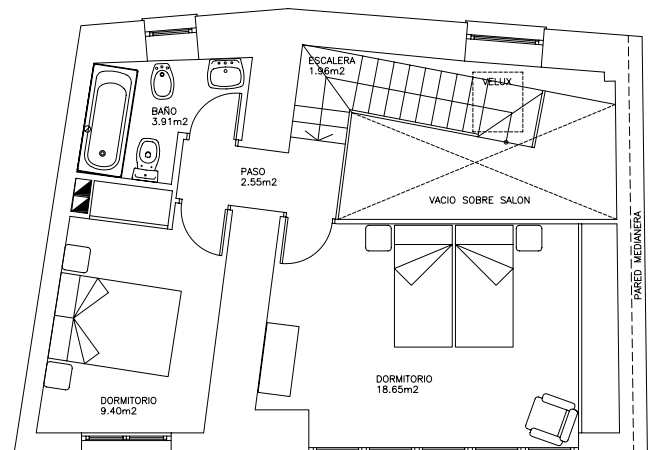 ESCALERA
1.96m2
VELUX
BAÑO
3.91m2
PASO
2.55m2
VACIO SOBRE SALON
PARED MEDIANERA
DORMITORIO
9.40m2
DORMITORIO
18.65m2